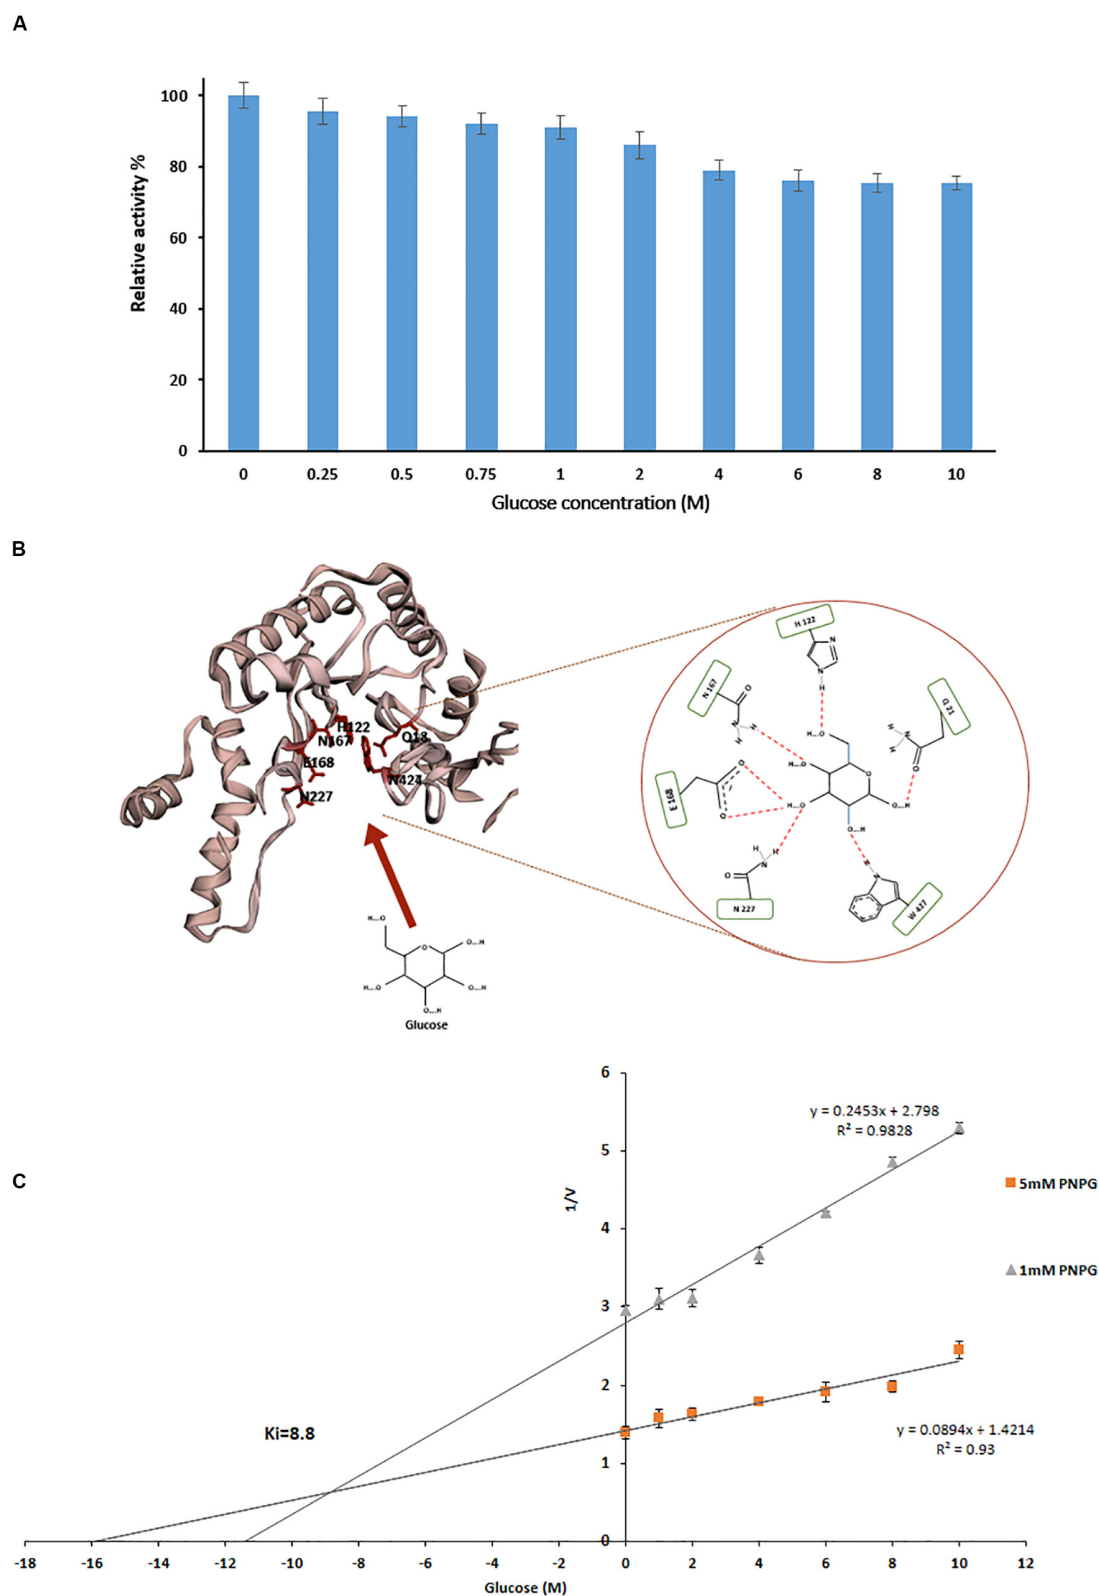 A
Relative activity %
100
80
60
40
20
0
0 0.25 0.5 0.75 1 2 4 6 8 10
Glucose concentration (M)
B
H122
N167
Q18
E168
N424
N227
H...O
O...H
H...O
O...H
O...H
O
Glucose
H 122
N
N
H
N 167
O
N
H
H
Q 21
H
N
H
O
E 168
O
O
H...O
H...O
H...O
O
O...H
O...H
N 227
O
N
H
H
W 427
N
H
C
6
5
4
3
2
1
0
1/V
y = 0.2453x + 2.798
R² = 0.9828
5mM PNPG
1mM PNPG
Ki=8.8
y = 0.0894x + 1.4214
R² = 0.93
-18 -16 -14 -12 -10 -8 -6 -4 -2 0 2 4 6 8 10 12
Glucose (M)